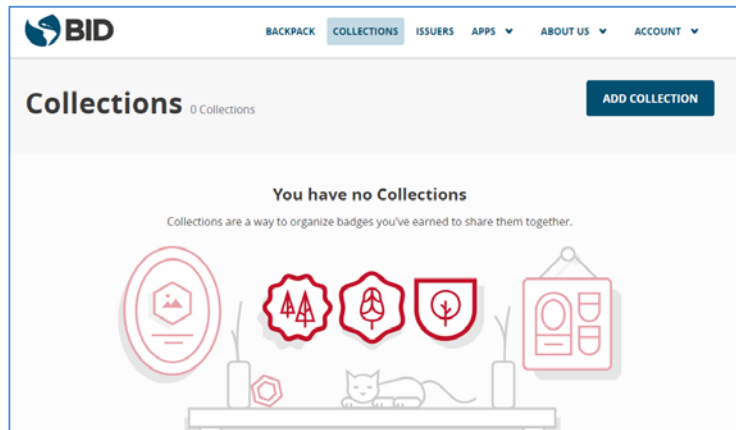 BID
BACKPACK COLLECTIONS ISSUERS APPS ABOUT US ACCOUNT
Collections 0 Collections
ADD COLLECTION
You have no Collections
Collections are a way to organize badges you've earned to share them together.